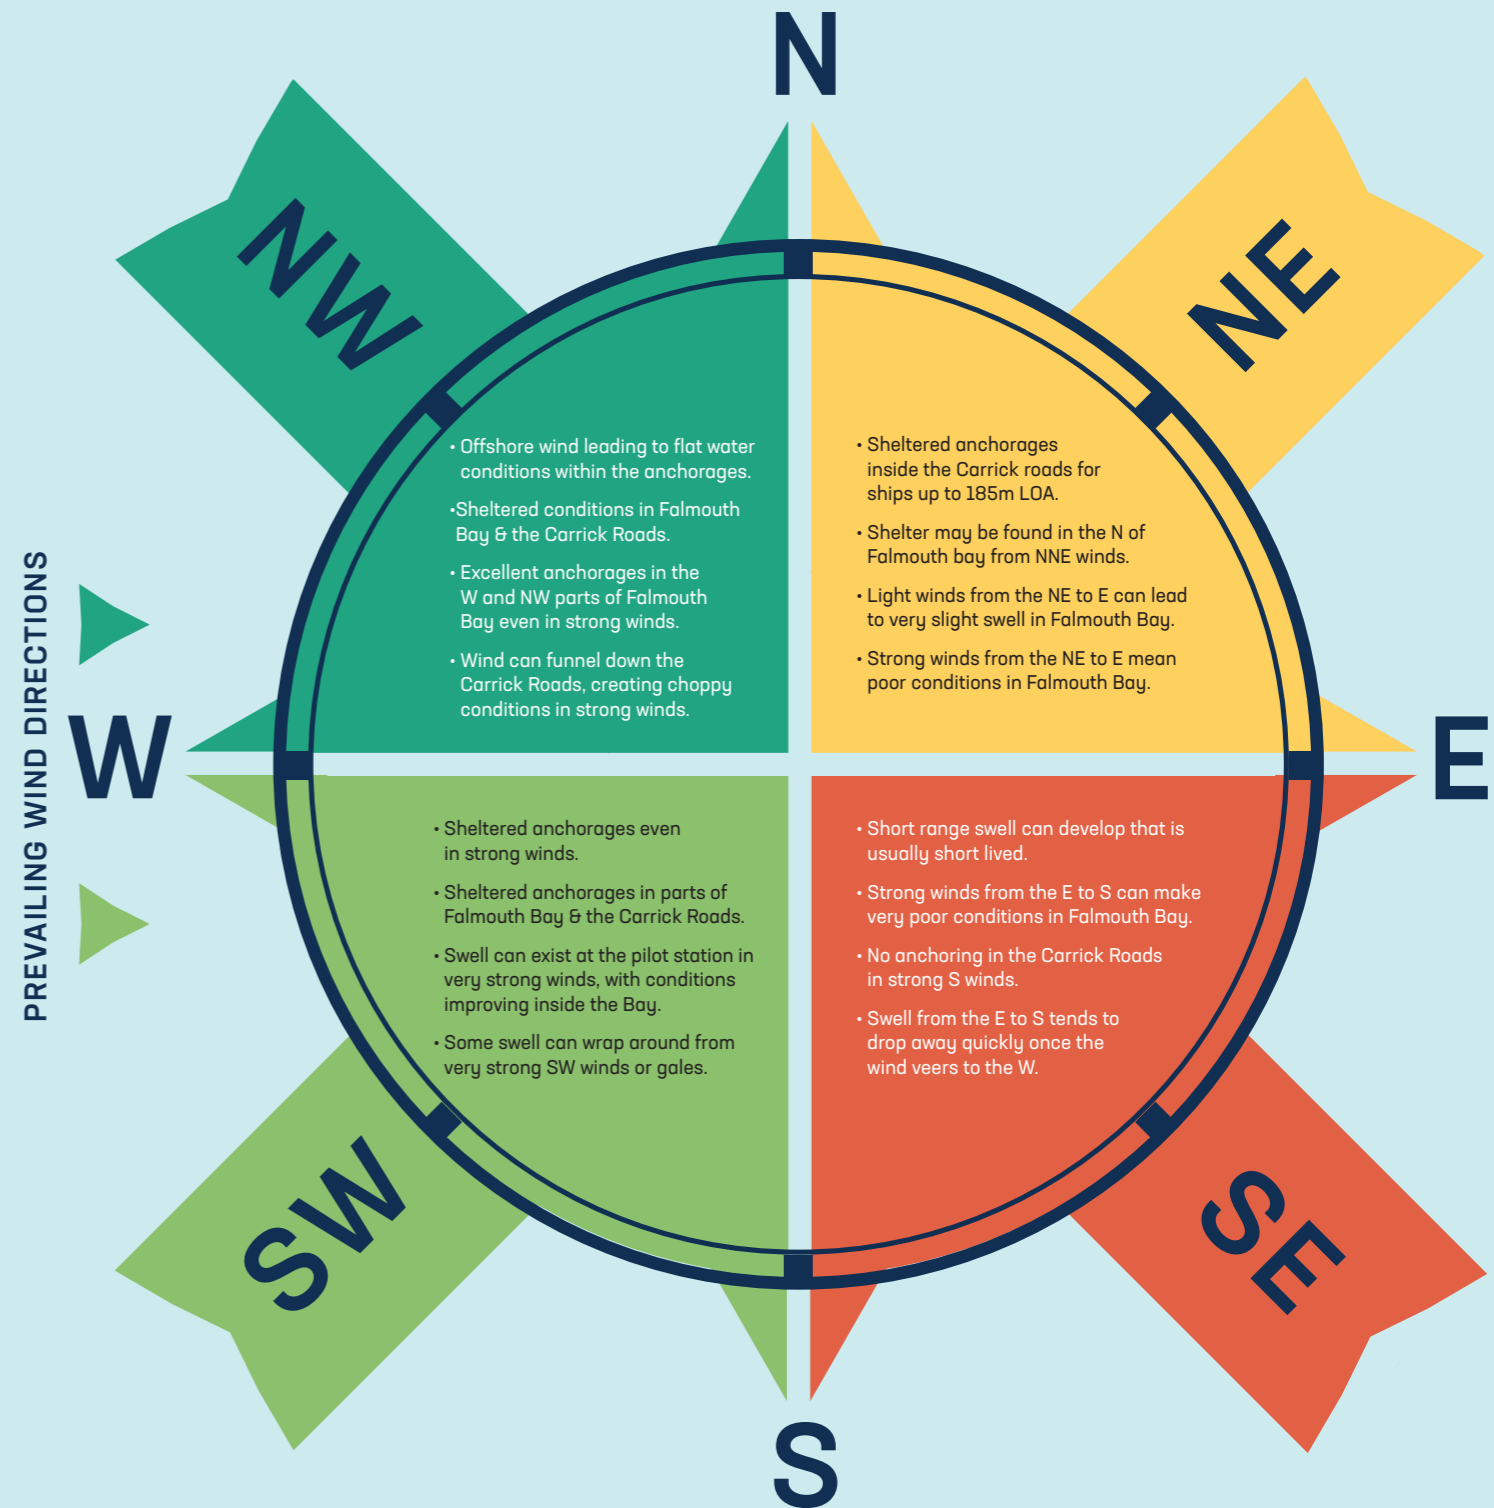 N
NW
NE
• Offshore wind leading to flat water
conditions within the anchorages.
•Sheltered conditions in Falmouth
Bay & the Carrick Roads.
• Excellent anchorages in the
W and NW parts of Falmouth
Bay even in strong winds.
• Wind can funnel down the
Carrick Roads, creating choppy
conditions in strong winds.
• Sheltered anchorages
inside the Carrick roads for
ships up to 185m LOA.
• Shelter may be found in the N of
Falmouth bay from NNE winds.
• Light winds from the NE to E can lead
to very slight swell in Falmouth Bay.
• Strong winds from the NE to E mean
poor conditions in Falmouth Bay.
PREVAILING WIND DIRECTIONS
W
E
• Sheltered anchorages even
in strong winds.
• Sheltered anchorages in parts of
Falmouth Bay & the Carrick Roads.
• Swell can exist at the pilot station in
very strong winds, with conditions
improving inside the Bay.
• Some swell can wrap around from
very strong SW winds or gales.
• Short range swell can develop that is
usually short lived.
• Strong winds from the E to S can make
very poor conditions in Falmouth Bay.
• No anchoring in the Carrick Roads
in strong S winds.
• Swell from the E to S tends to
drop away quickly once the
wind veers to the W.
SW
SE
S